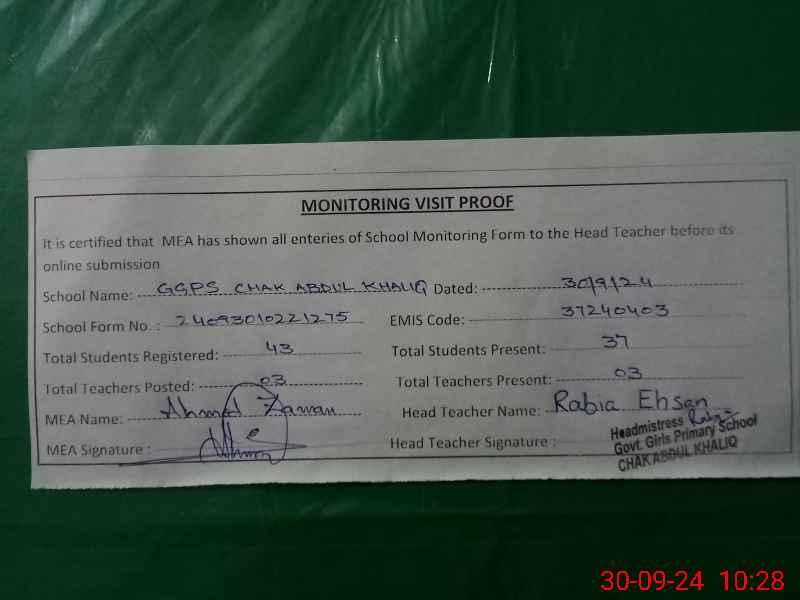 MONITORING VISIT PROOF
It is certified that MEA has shown all enteries of School Monitoring Form to the Head Teacher before its
online submission
School Name: GGPS CHAK ABDUL KHALIQ Dated: 30/9/24
School Form No. : 24093010221275 EMIS Code: 37240403
Total Students Registered: 43 Total Students Present: 37
Total Teachers Posted: 03 Total Teachers Present: 03
MEA Name: Ahmed Zaman Head Teacher Name: Rabia Ehsan
MEA Signature : Head Teacher Signature :
Headmistress
Govt. Girls Primary School
CHAK ABDUL KHALIQ
30-09-24 10:28